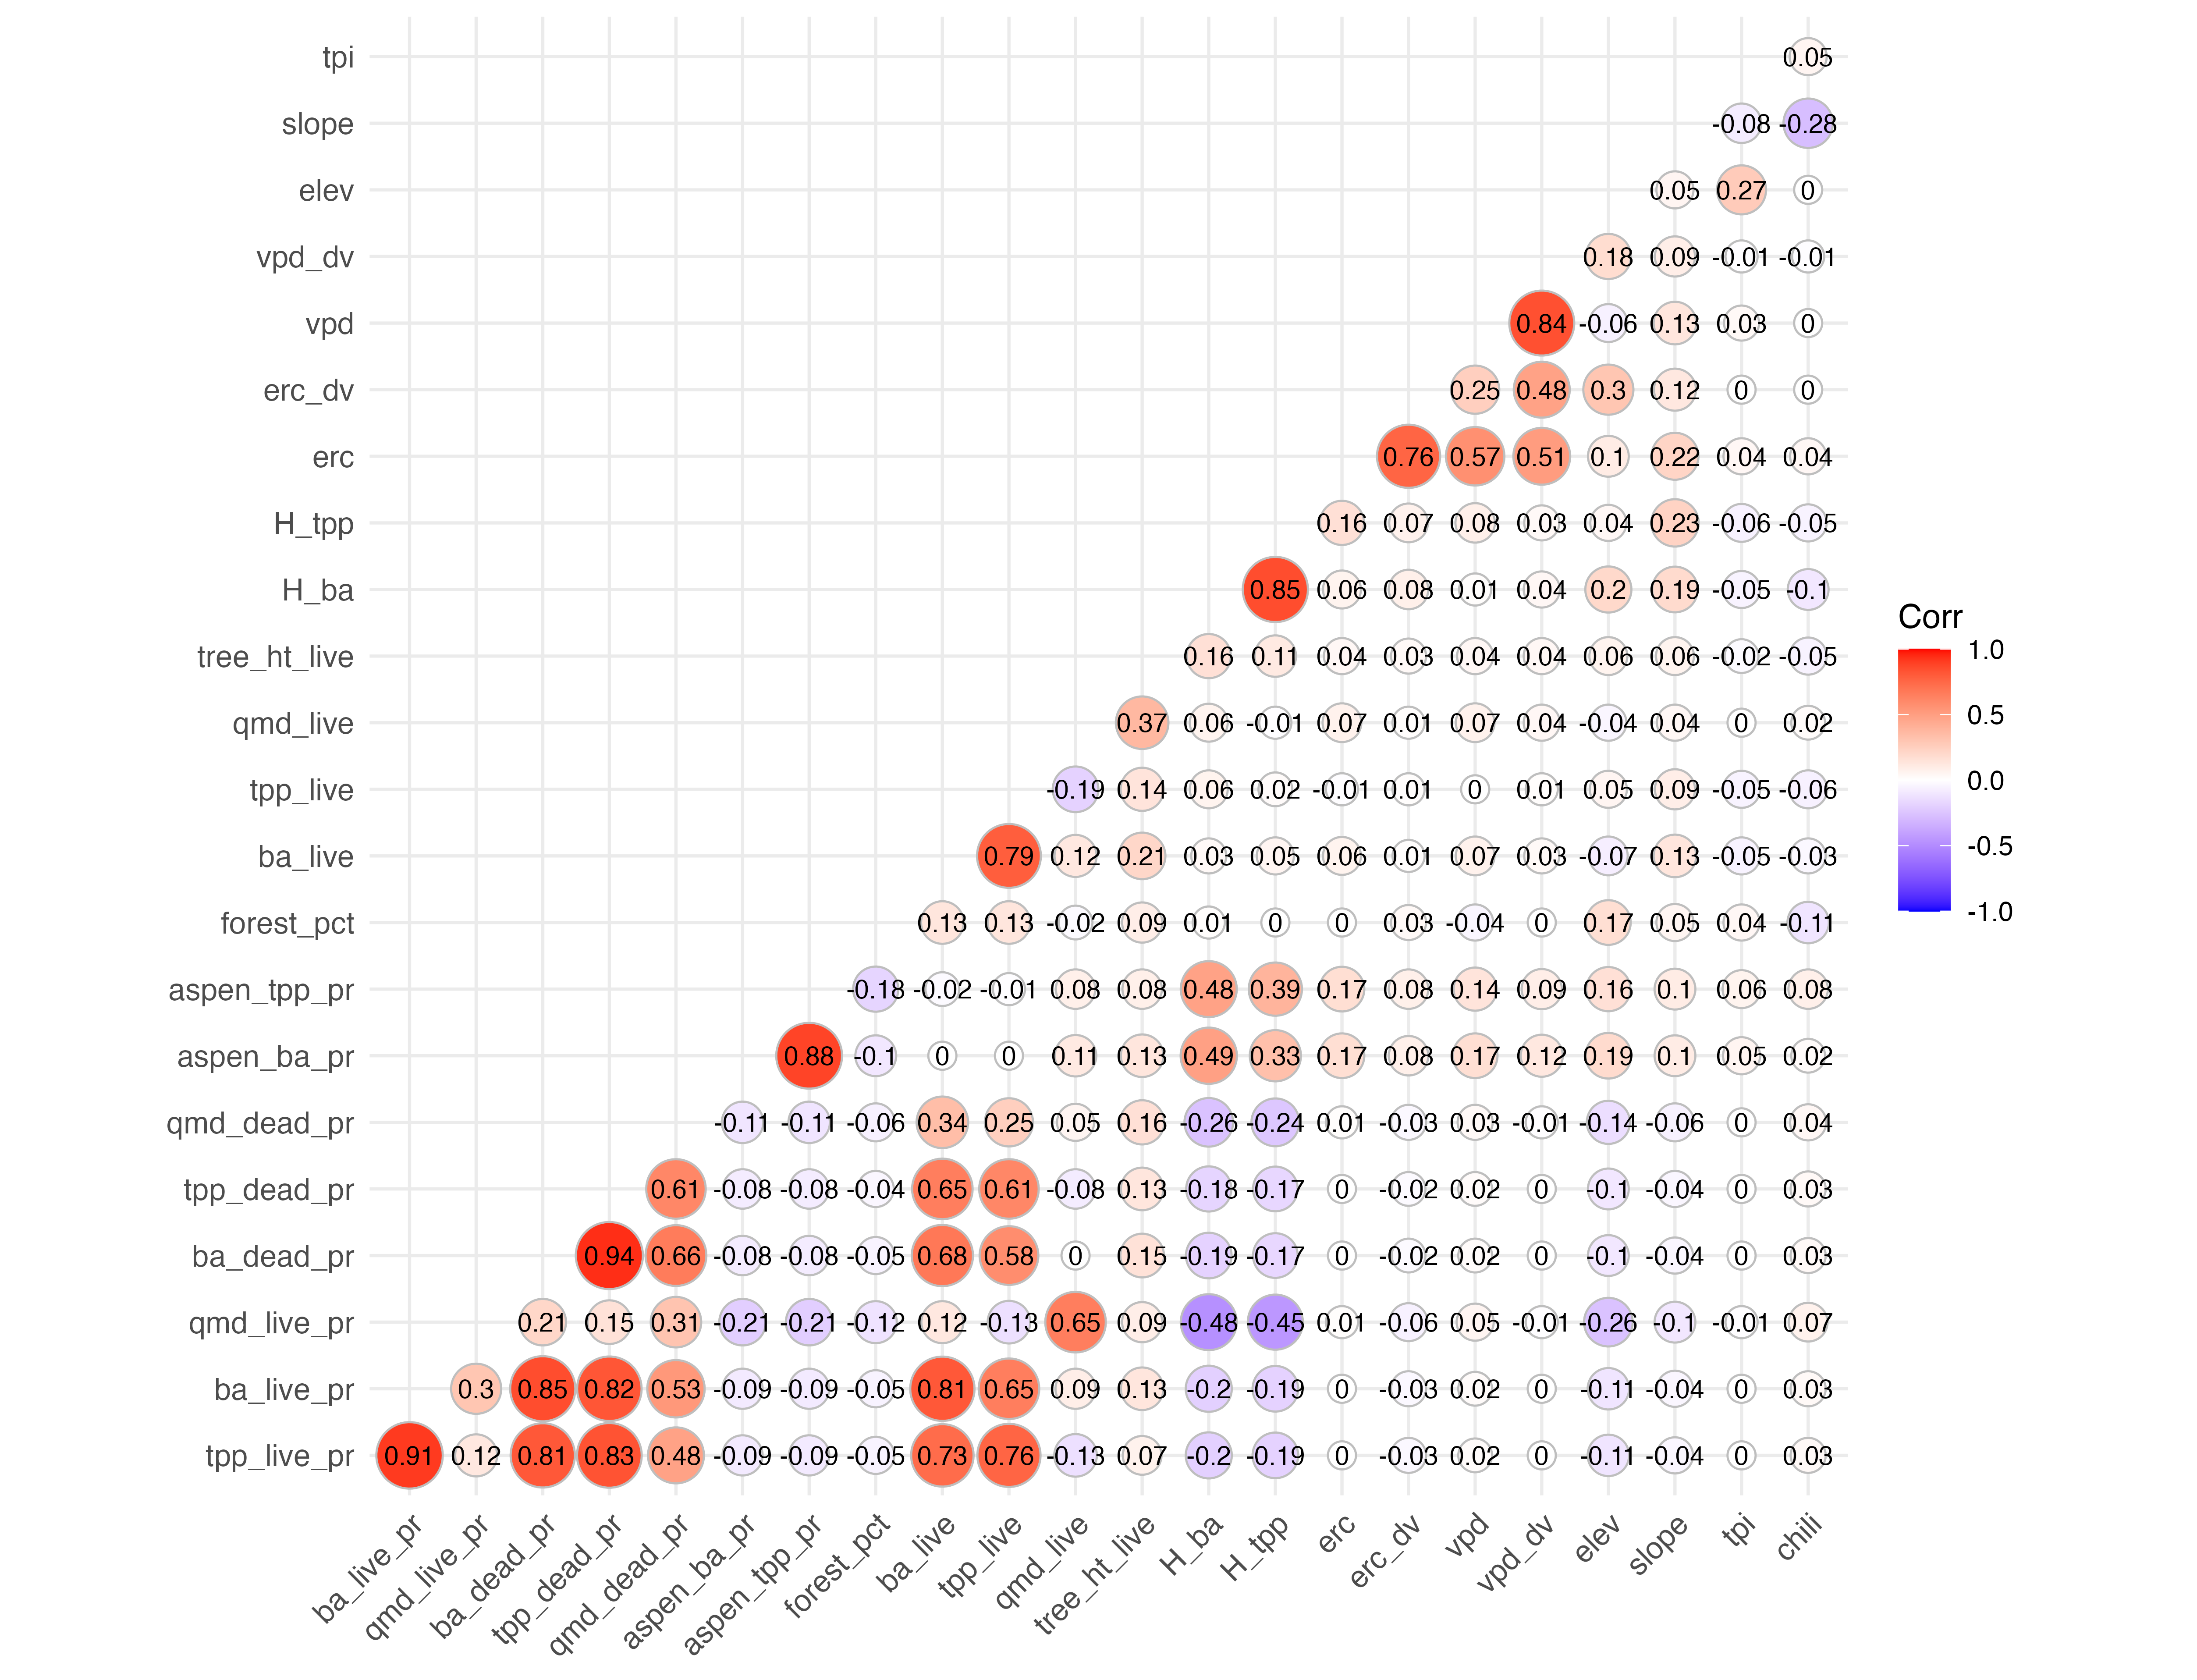 tpi 0.05
slope -0.08 -0.28
elev 0.05 0.27 0
vpd_dv 0.18 0.09 -0.01 -0.01
vpd 0.84 -0.06 0.13 0.03 0
erc_dv 0.25 0.48 0.3 0.12 0 0
erc 0.76 0.57 0.51 0.1 0.22 0.04 0.04
H_tpp 0.16 0.07 0.08 0.03 0.04 0.23 -0.06 -0.05
H_ba 0.85 0.06 0.08 0.01 0.04 0.2 0.19 -0.05 -0.1
Corr
1.0
0.5
0.0
-0.5
-1.0
tree_ht_live 0.16 0.11 0.04 0.03 0.04 0.04 0.06 0.06 -0.02 -0.05
qmd_live 0.37 0.06 -0.01 0.07 0.01 0.07 0.04 -0.04 0.04 0 0.02
tpp_live -0.19 0.14 0.06 0.02 -0.01 0.01 0 0.01 0.05 0.09 -0.05 -0.06
ba_live 0.79 0.12 0.21 0.03 0.05 0.06 0.01 0.07 0.03 -0.07 0.13 -0.05 -0.03
forest_pct 0.13 0.13 -0.02 0.09 0.01 0 0 0.03 -0.04 0 0.17 0.05 0.04 -0.11
aspen_tpp_pr -0.18 -0.02 -0.01 0.08 0.08 0.48 0.39 0.17 0.08 0.14 0.09 0.16 0.1 0.06 0.08
aspen_ba_pr 0.88 -0.1 0 0 0.11 0.13 0.49 0.33 0.17 0.08 0.17 0.12 0.19 0.1 0.05 0.02
qmd_dead_pr -0.11 -0.11 -0.06 0.34 0.25 0.05 0.16 -0.26 -0.24 0.01 -0.03 0.03 -0.01 -0.14 -0.06 0 0.04
tpp_dead_pr 0.61 -0.08 -0.08 -0.04 0.65 0.61 -0.08 0.13 -0.18 -0.17 0 -0.02 0.02 0 -0.1 -0.04 0 0.03
ba_dead_pr 0.94 0.66 -0.08 -0.08 -0.05 0.68 0.58 0 0.15 -0.19 -0.17 0 -0.02 0.02 0 -0.1 -0.04 0 0.03
qmd_live_pr 0.21 0.15 0.31 -0.21 -0.21 -0.12 0.12 -0.13 0.65 0.09 -0.48 -0.45 0.01 -0.06 0.05 -0.01 -0.26 -0.1 -0.01 0.07
ba_live_pr 0.3 0.85 0.82 0.53 -0.09 -0.09 -0.05 0.81 0.65 0.09 0.13 -0.2 -0.19 0 -0.03 0.02 0 -0.11 -0.04 0 0.03
tpp_live_pr 0.91 0.12 0.81 0.83 0.48 -0.09 -0.09 -0.05 0.73 0.76 -0.13 0.07 -0.2 -0.19 0 -0.03 0.02 0 -0.11 -0.04 0 0.03
ba_live_pr qmd_live_pr ba_dead_pr tpp_dead_pr qmd_dead_pr aspen_ba_pr aspen_tpp_pr forest_pct ba_live tpp_live qmd_live tree_ht_live H_ba H_tpp erc erc_dv vpd vpd_dv elev slope tpi chili